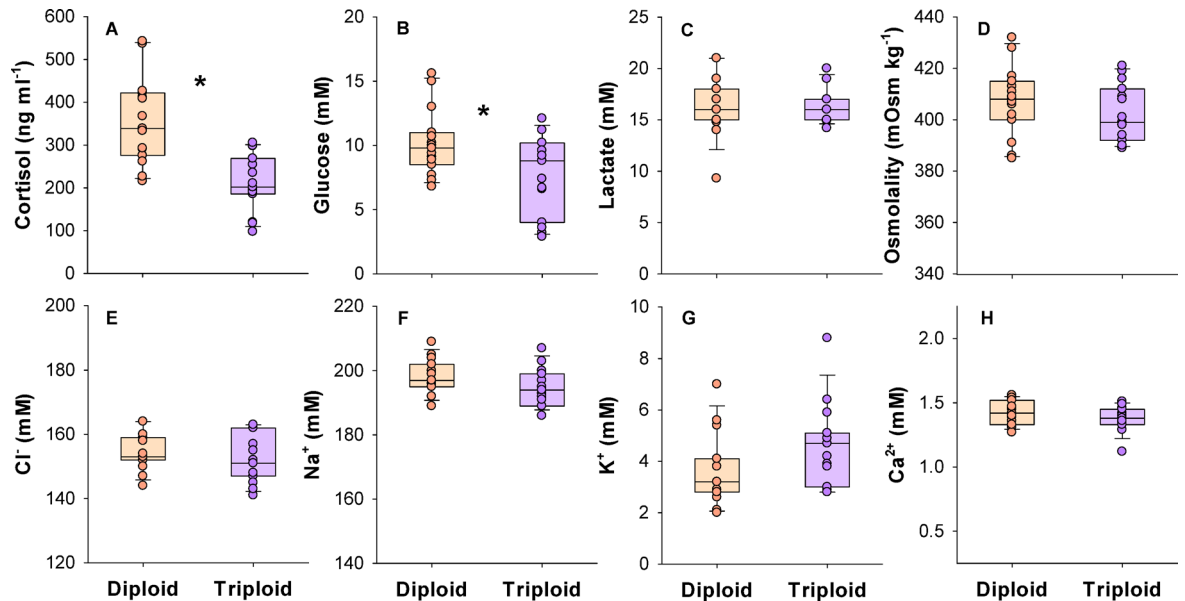 A
Cortisol (ng ml⁻¹)
600
500
400
300
200
100
0
*
B
Glucose (mM)
20
15
10
5
0
*
C
Lactate (mM)
25
20
15
10
5
0
D
Osmolality (mOsm kg⁻¹)
440
420
400
380
360
340
E
Cl⁻ (mM)
200
180
160
140
120
Diploid Triploid
F
Na⁺ (mM)
220
200
180
160
140
Diploid Triploid
G
K⁺ (mM)
10
8
6
4
2
0
Diploid Triploid
H
Ca²⁺ (mM)
2.0
1.5
1.0
0.5
Diploid Triploid